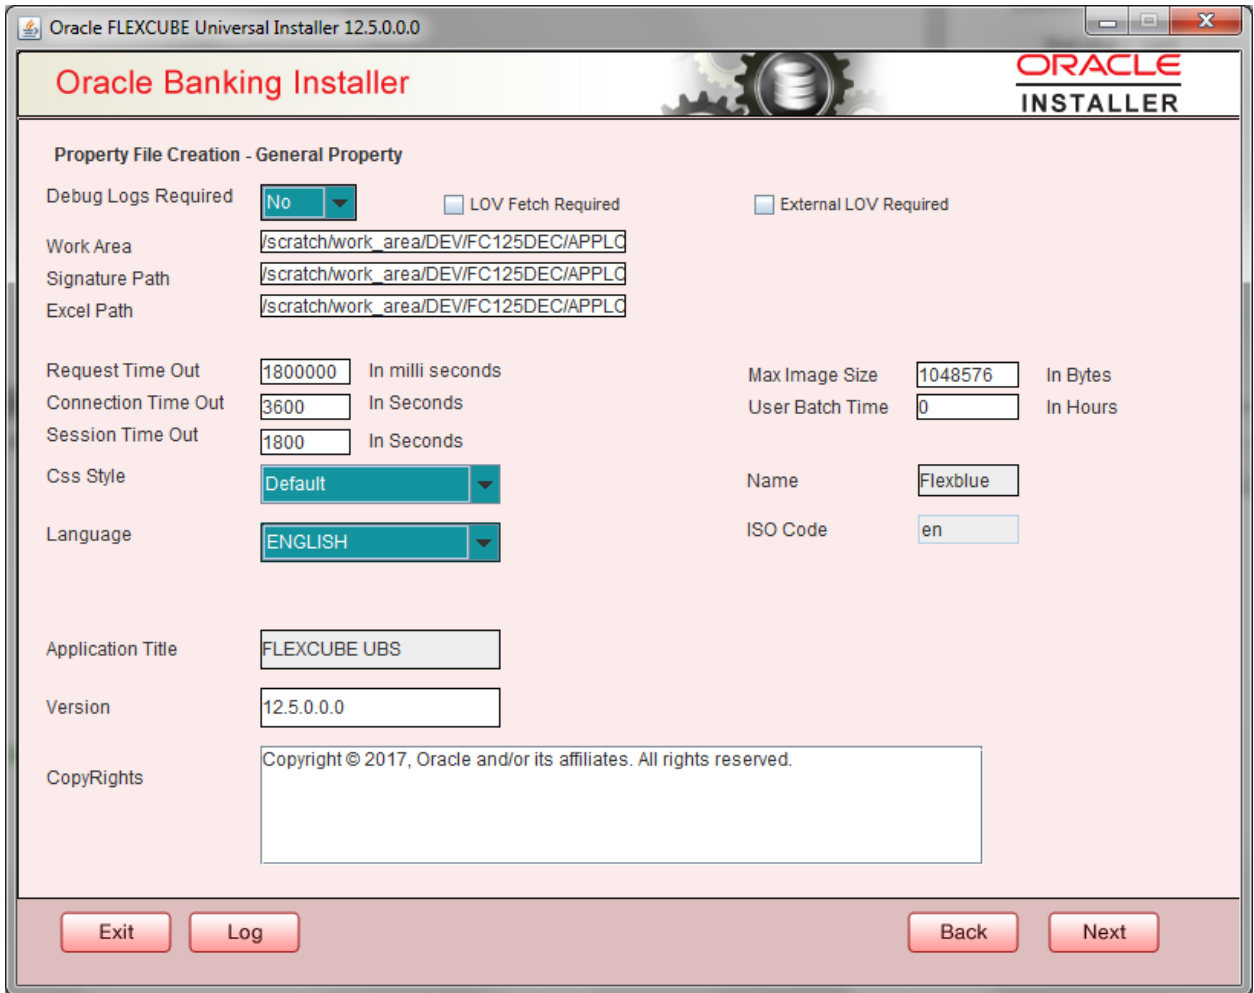 Oracle FLEXCUBE Universal Installer 12.5.0.0.0
Oracle Banking Installer
ORACLE
INSTALLER
Property File Creation - General Property
Debug Logs Required No LOV Fetch Required External LOV Required
Work Area /scratch/work_area/DEV/FC125DEC/APPLC
Signature Path /scratch/work_area/DEV/FC125DEC/APPLC
Excel Path /scratch/work_area/DEV/FC125DEC/APPLC
Request Time Out 1800000 In milli seconds Max Image Size 1048576 In Bytes
Connection Time Out 3600 In Seconds User Batch Time 0 In Hours
Session Time Out 1800 In Seconds
Css Style Default Name Flexblue
Language ENGLISH ISO Code en
Application Title FLEXCUBE UBS
Version 12.5.0.0.0
CopyRights Copyright © 2017, Oracle and/or its affiliates. All rights reserved.
Exit Log Back Next